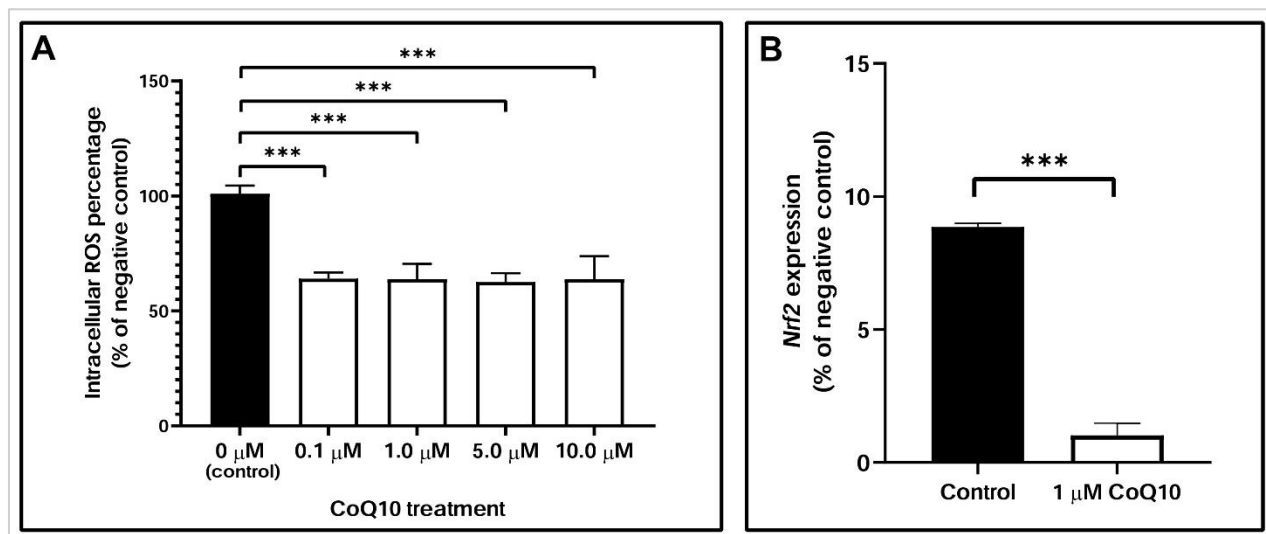 A
***
***
***
***
150
100
50
0
Intracellular ROS percentage
(% of negative control)
0 μM
(control)
0.1 μM
1.0 μM
5.0 μM
10.0 μM
CoQ10 treatment
B
***
15
10
5
0
Nrf2 expression
(% of negative control)
Control
1 μM CoQ10